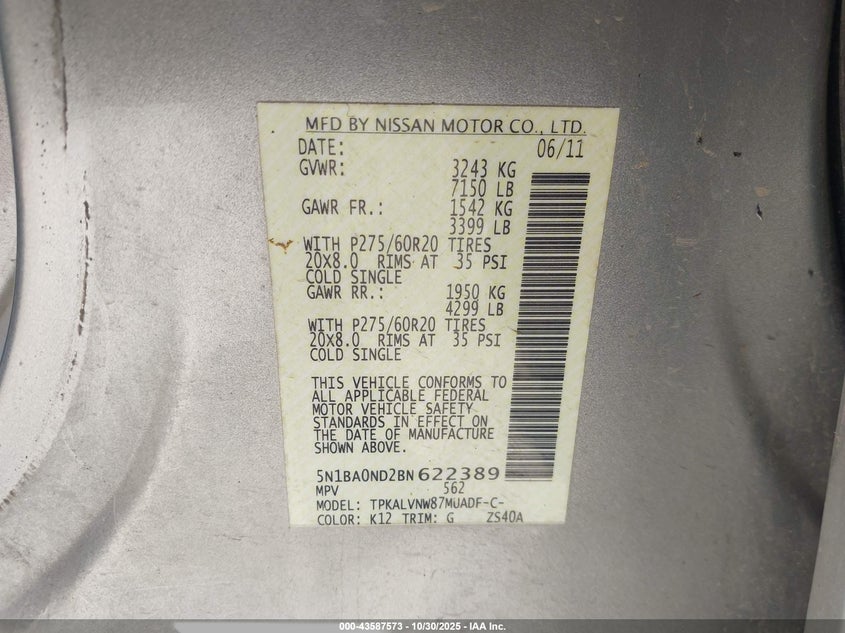 MFD BY NISSAN MOTOR CO., LTD.
DATE: 06/11
GVWR: 3243 KG
7150 LB
GAWR FR.: 1542 KG
3399 LB
WITH P275/60R20 TIRES
20X8.0 RIMS AT 35 PSI
COLD SINGLE
GAWR RR.: 1950 KG
4299 LB
WITH P275/60R20 TIRES
20X8.0 RIMS AT 35 PSI
COLD SINGLE
THIS VEHICLE CONFORMS TO
ALL APPLICABLE FEDERAL
MOTOR VEHICLE SAFETY
STANDARDS IN EFFECT ON
THE DATE OF MANUFACTURE
SHOWN ABOVE.
5N1BA0ND2BN 622389
MPV 562
MODEL: TPKALVNW87MUADF-C-
COLOR: K12 TRIM: G ZS40A
000-43587573 - 10/30/2025 - IAA Inc.